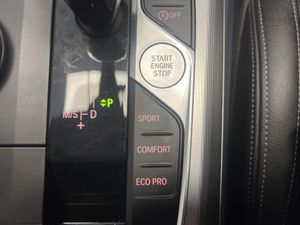 OFF
START
ENGINE
STOP
P
M/S D
+
SPORT
COMFORT
ECO PRO